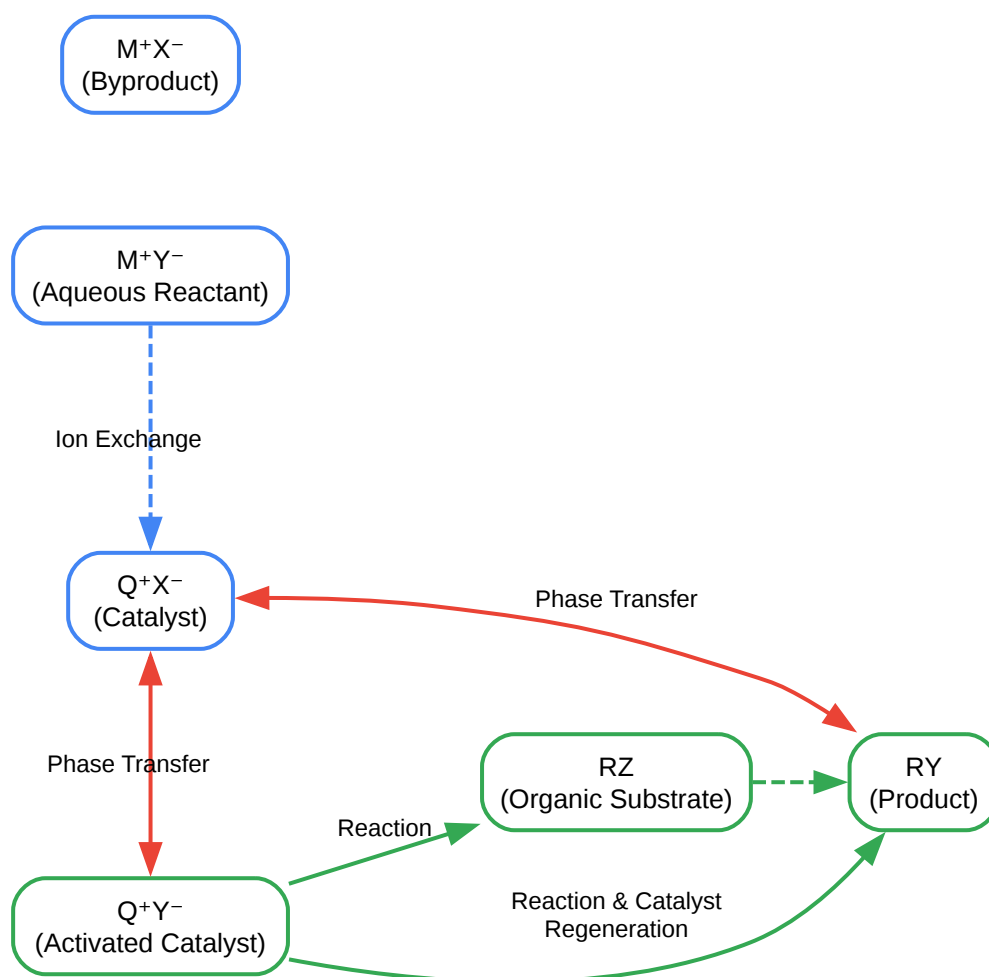 M⁺X⁻
(Byproduct)
M⁺Y⁻
(Aqueous Reactant)
Ion Exchange
Q⁺X⁻
(Catalyst)
Phase Transfer
Phase Transfer
RZ
(Organic Substrate)
RY
(Product)
Reaction
Q⁺Y⁻
(Activated Catalyst)
Reaction & Catalyst
Regeneration